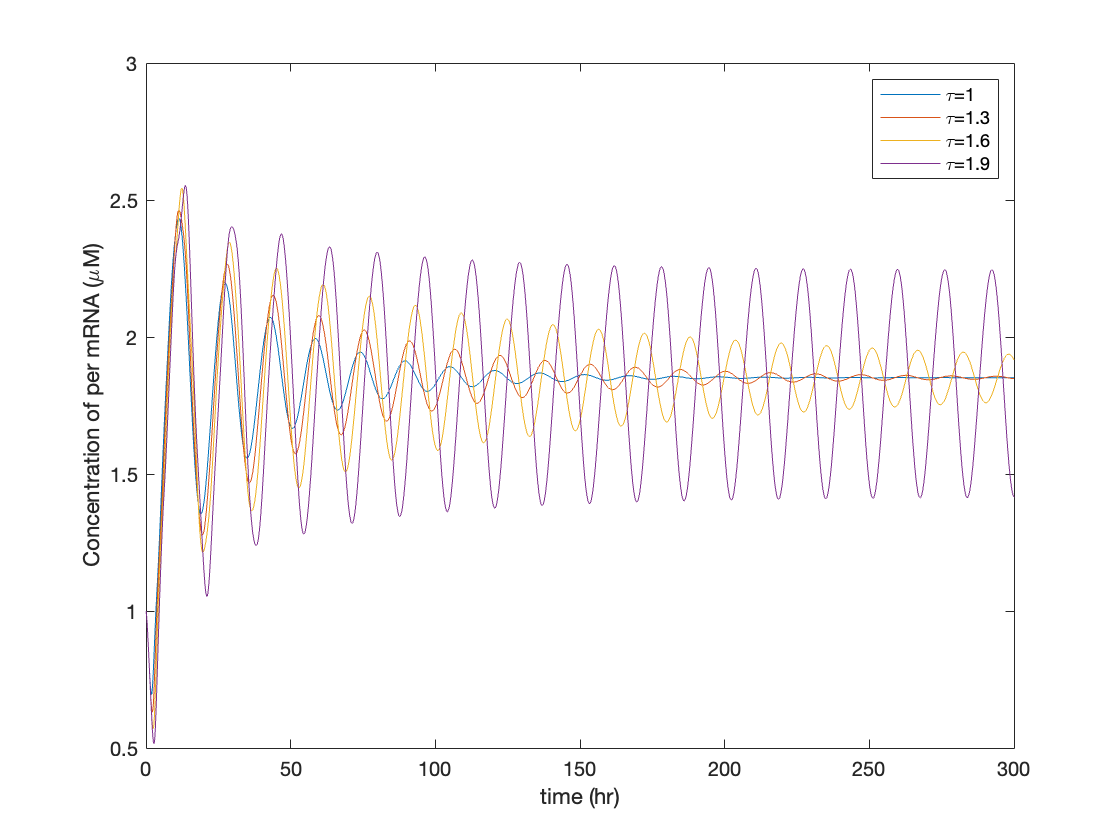 3
2.5
2
1.5
1
0.5
Concentration of per mRNA (μM)
τ=1
τ=1.3
τ=1.6
τ=1.9
0 50 100 150 200 250 300
time (hr)